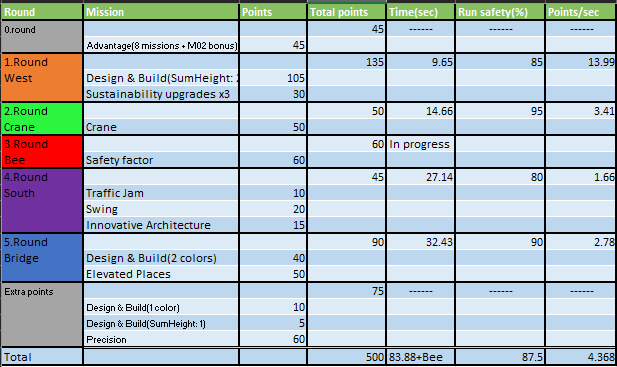 Round Mission Points Total points Time(sec) Run safety(%) Points/sec
0.round 45 ------ ------ ------
Advantage(8 missions + M02 bonus) 45
1.Round 135 9.65 85 13.99
West Design & Build(SumHeight: 105
Sustainability upgrades x3 30
2.Round 50 14.66 95 3.41
Crane Crane 50
3.Round 60 In progress
Bee Safety factor 60
4.Round 45 27.14 80 1.66
South Traffic Jam 10
Swing 20
Innovative Architecture 15
5.Round 90 32.43 90 2.78
Bridge Design & Build(2 colors) 40
Elevated Places 50
Extra points 75 ------ ------ ------
Design & Build(1 color) 10
Design & Build(SumHeight: 1) 5
Precision 60
Total 500 83.88+Bee 87.5 4.368